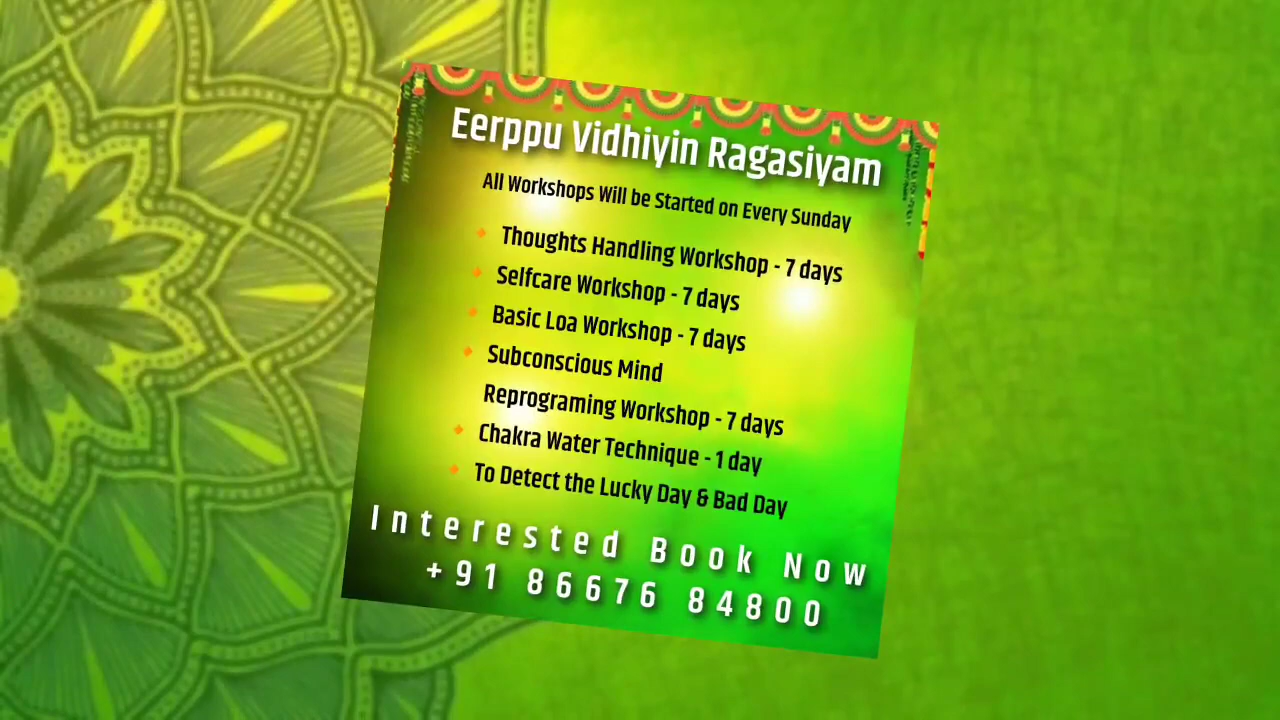 Eerppu Vidhiyin Ragasiyam
All Workshops Will be Started on Every Sunday
Thoughts Handling Workshop - 7 days
Selfcare Workshop - 7 days
Basic Loa Workshop - 7 days
Subconscious Mind
Reprograming Workshop - 7 days
Chakra Water Technique - 1 day
To Detect the Lucky Day & Bad Day
Interested Book Now
+91 86676 84800